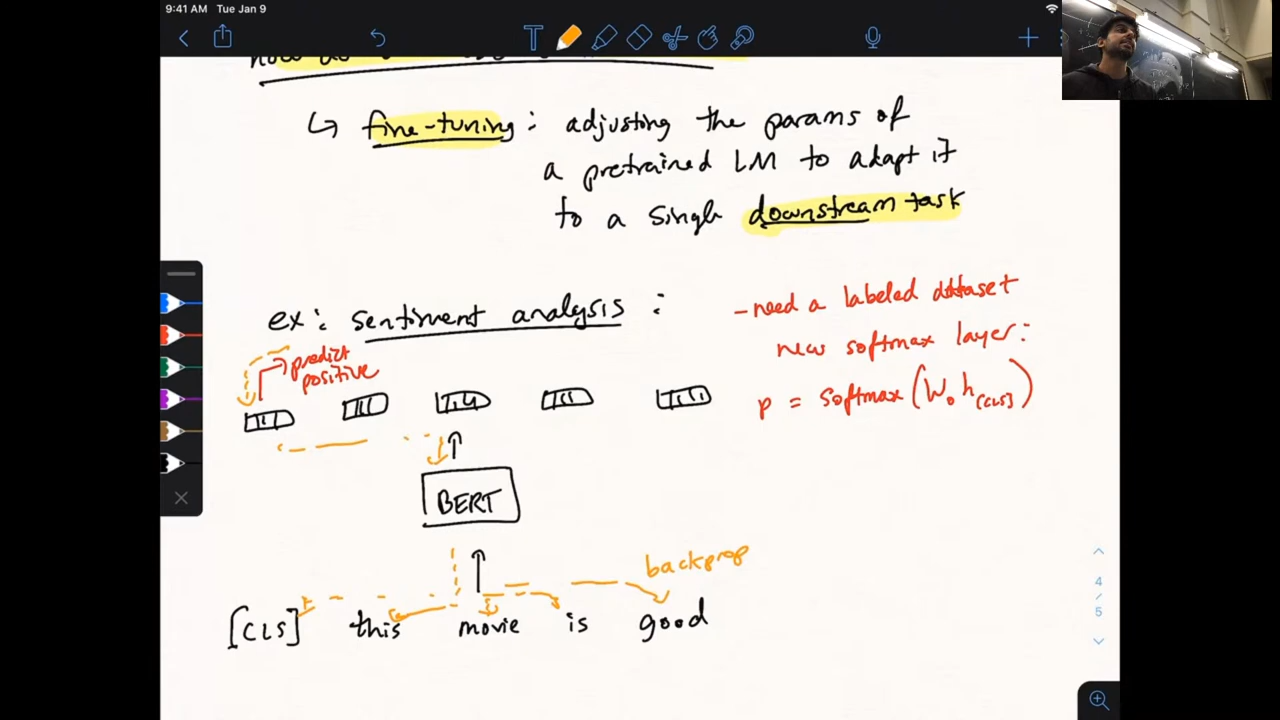 9:41 AM Tue Jan 9
↳ fine-tuning: adjusting the params of
a pretrained LM to adapt it
to a single downstream task
ex: sentiment analysis:
- need a labeled dataset
new softmax layer:
p = softmax(W₀ h[CLS])
predict
positive
BERT
backprop
[CLS] this movie is good
4
/
5